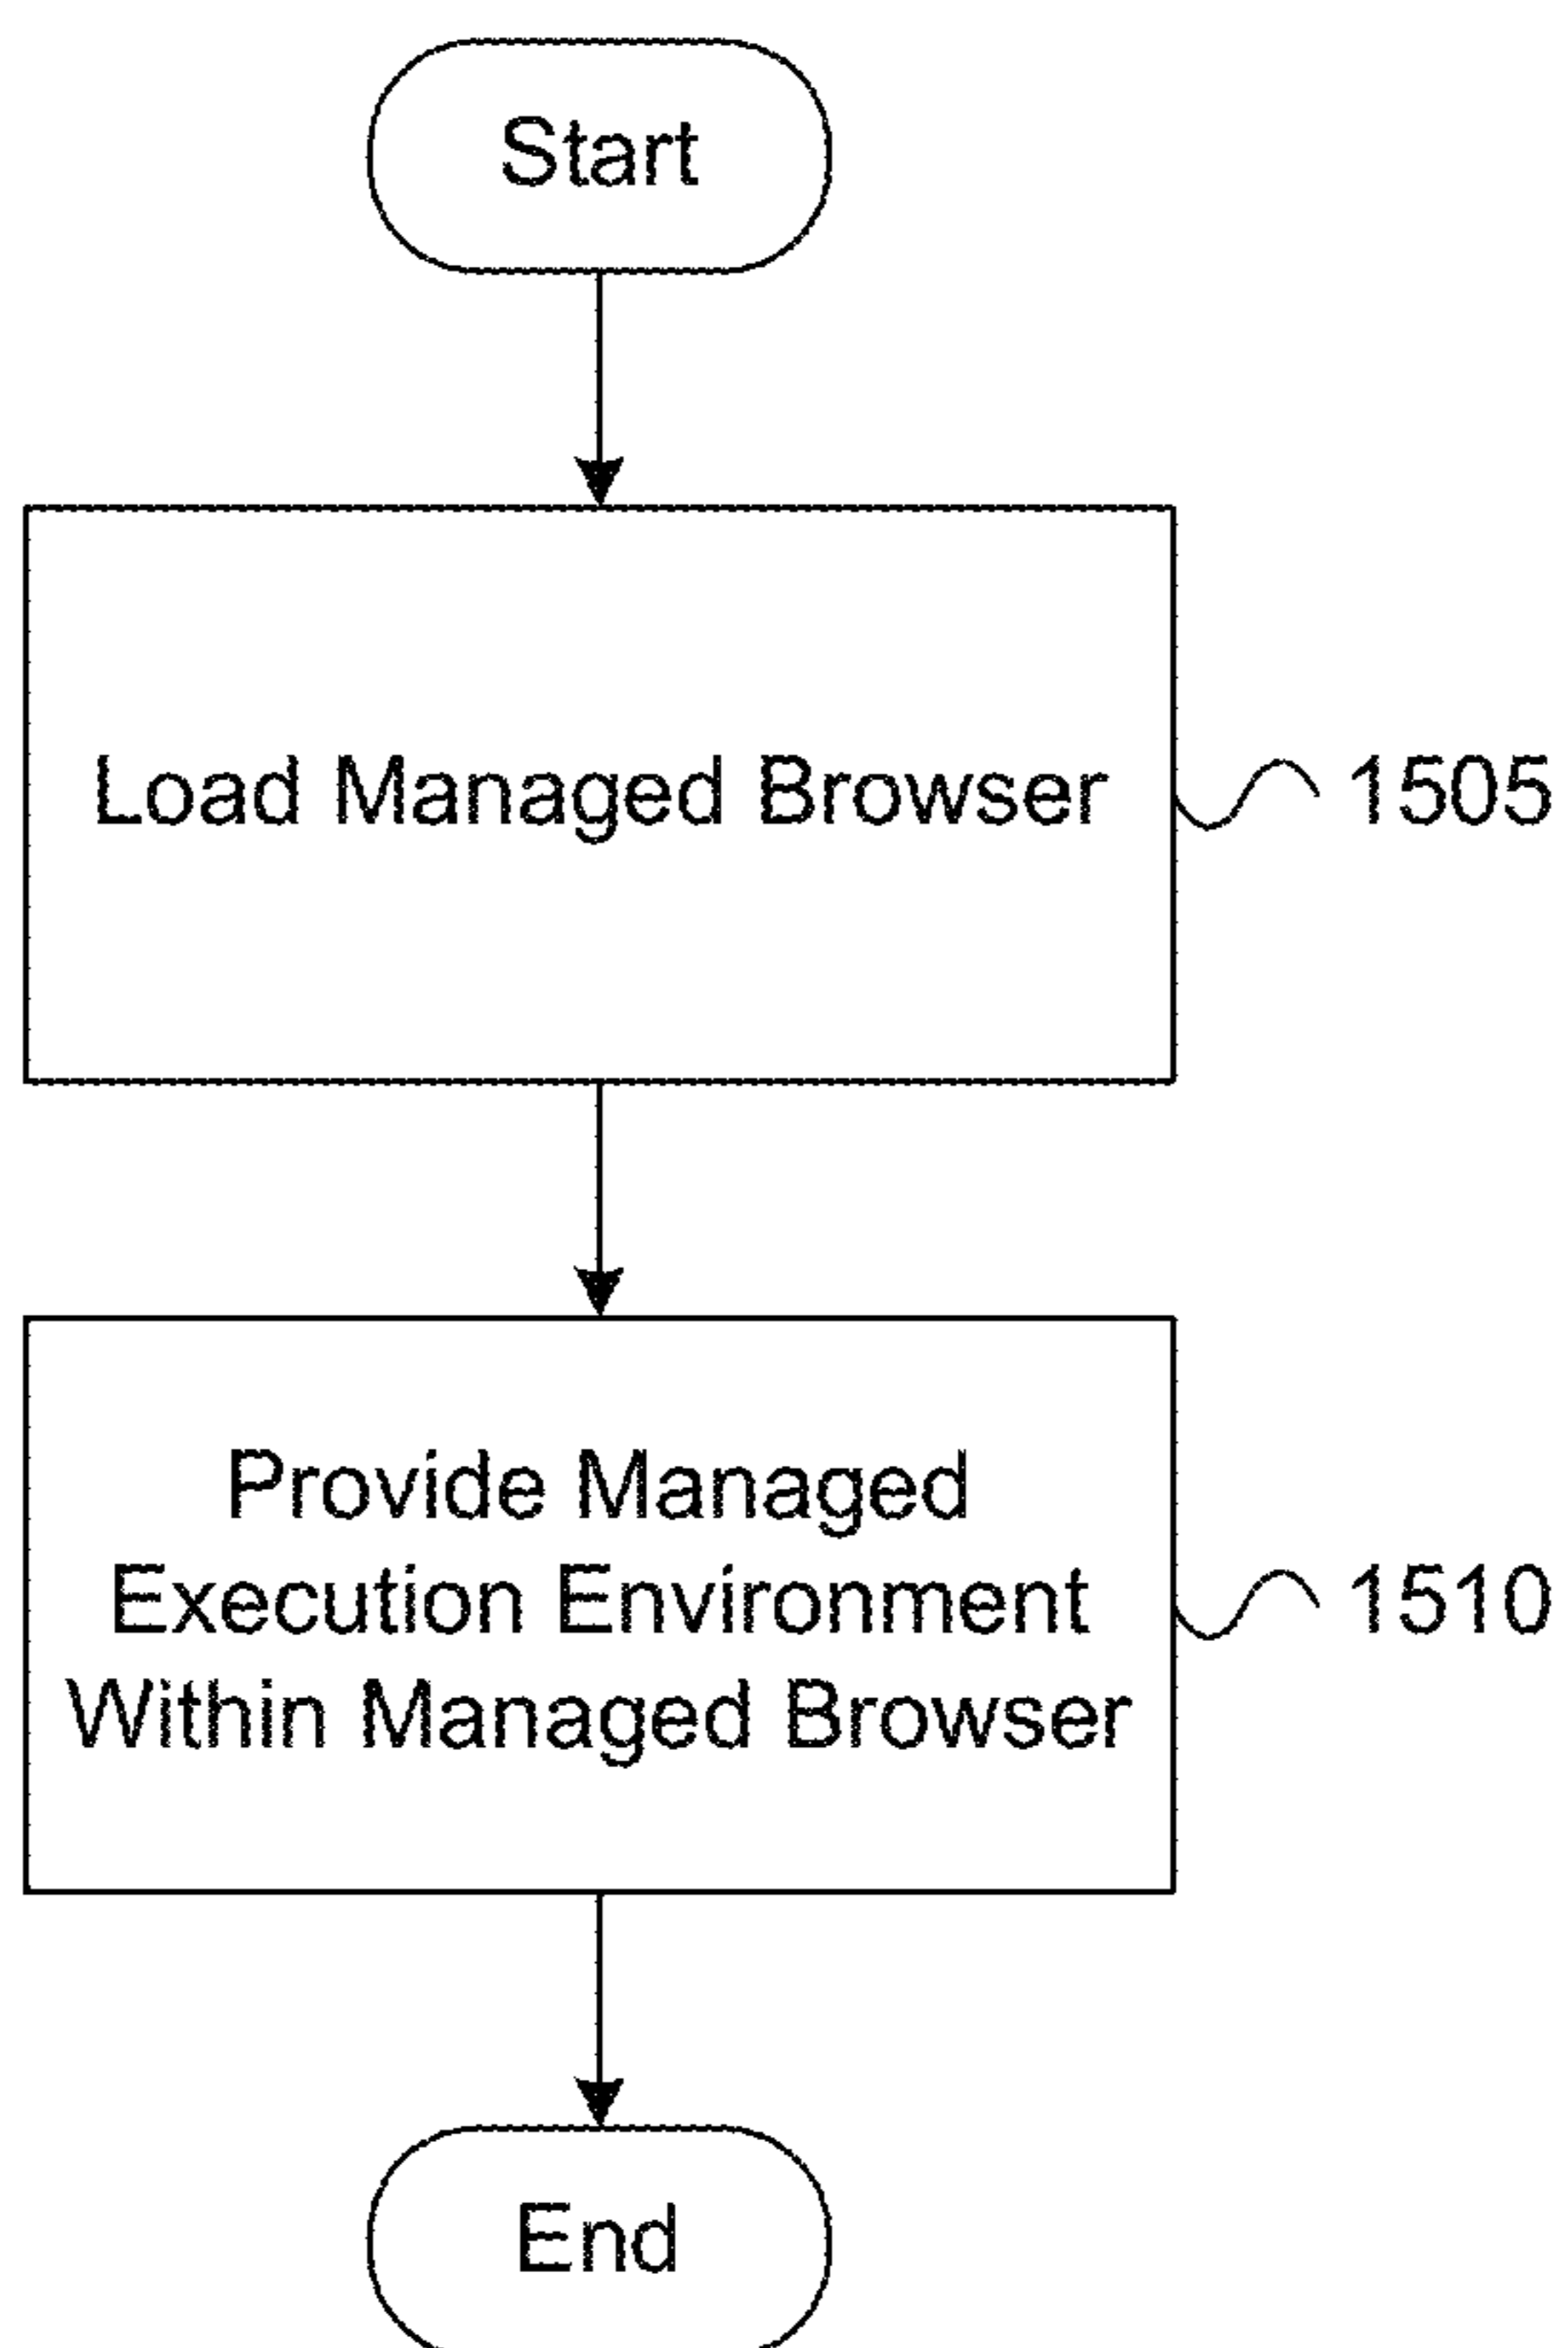 Start
Load Managed Browser
1505
Provide Managed
Execution Environment
Within Managed Browser
1510
End